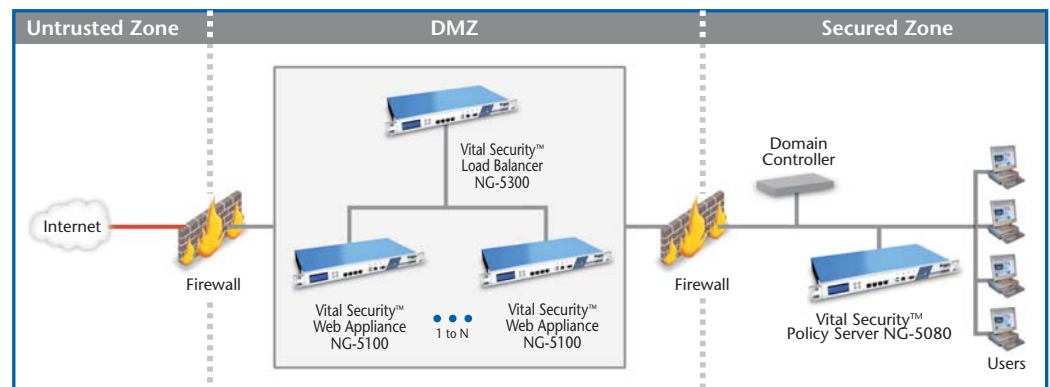 Untrusted Zone
DMZ
Secured Zone
Vital Security™
Load Balancer
NG-5300
Domain
Controller
Internet
Firewall
Vital Security™
Web Appliance
NG-5100
1 to N
Vital Security™
Web Appliance
NG-5100
Firewall
Vital Security™
Policy Server NG-5080
Users